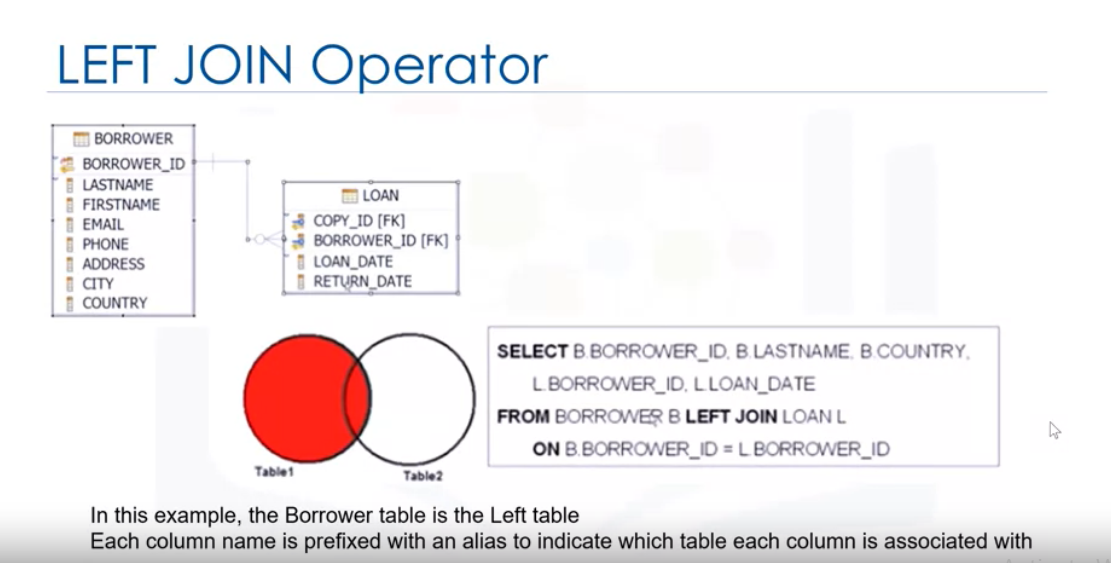 LEFT JOIN Operator
BORROWER
BORROWER_ID
LASTNAME
FIRSTNAME
EMAIL
PHONE
ADDRESS
CITY
COUNTRY
LOAN
COPY_ID [FK]
BORROWER_ID [FK]
LOAN_DATE
RETURN_DATE
Table1
Table2
SELECT B.BORROWER_ID, B.LASTNAME, B.COUNTRY,
L.BORROWER_ID, L.LOAN_DATE
FROM BORROWER B LEFT JOIN LOAN L
ON B.BORROWER_ID = L.BORROWER_ID
In this example, the Borrower table is the Left table
Each column name is prefixed with an alias to indicate which table each column is associated with